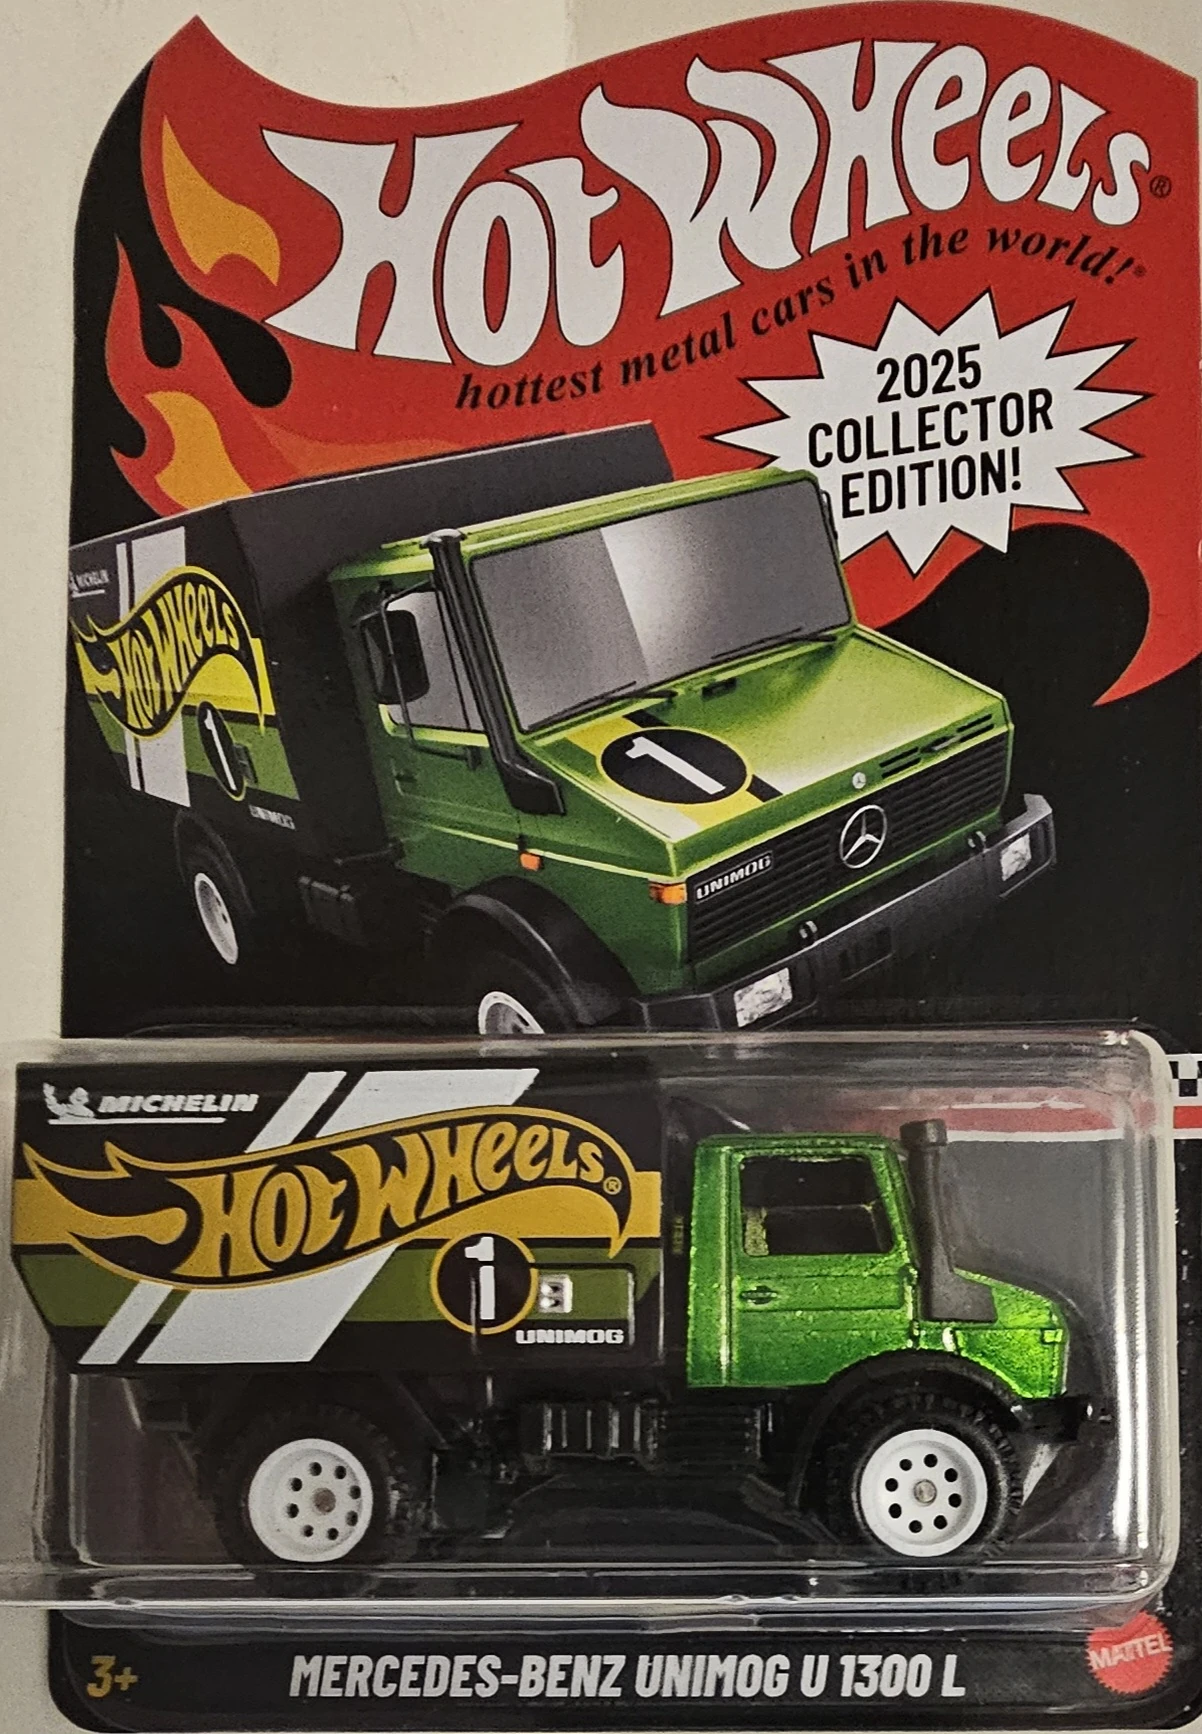 HOT WHEELS®
hottest metal cars in the world!®
2025
COLLECTOR
EDITION!
MICHELIN
HOT WHEELS
1
UNIMOG
1
UNIMOG
MICHELIN
HOT WHEELS®
1
UNIMOG
3+
MERCEDES-BENZ UNIMOG U 1300 L
MATTEL